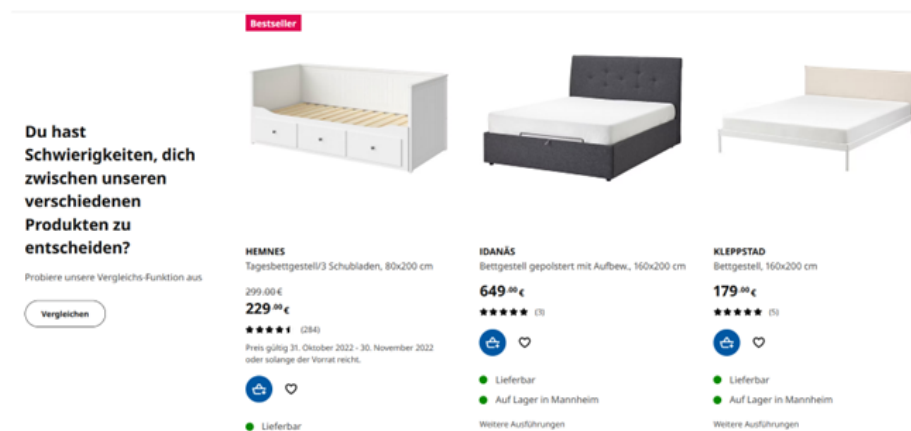 Bestseller
Du hast
Schwierigkeiten, dich
zwischen unseren
verschiedenen
Produkten zu
entscheiden?
Probiere unsere Vergleichs-Funktion aus
Vergleichen
HEMNES
Tagesbettgestell/3 Schubladen, 80x200 cm
299.00€
229.00€
(284)
Preis gültig 31. Oktober 2022 - 30. November 2022
oder solange der Vorrat reicht.
Lieferbar
IDANÄS
Bettgestell gepolstert mit Aufbew., 160x200 cm
649.00€
(3)
Lieferbar
Auf Lager in Mannheim
Weitere Ausführungen
KLEPPSTAD
Bettgestell, 160x200 cm
179.00€
(5)
Lieferbar
Auf Lager in Mannheim
Weitere Ausführungen